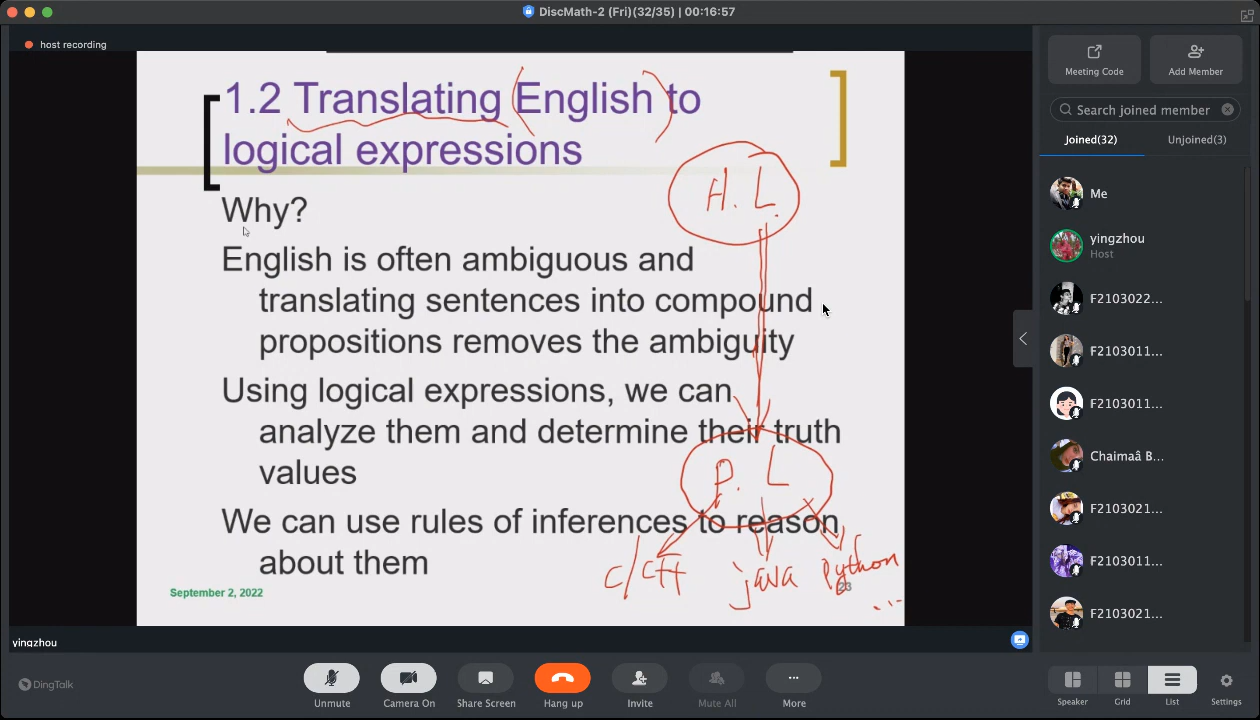 DiscMath-2 (Fri)(32/35) | 00:16:57
host recording
1.2 Translating English to
logical expressions
Why?
English is often ambiguous and
translating sentences into compound
propositions removes the ambiguity
Using logical expressions, we can
analyze them and determine their truth
values
We can use rules of inferences to reason
about them
September 2, 2022
23
H. L.
P. L
C/C++
java
Python
...
yingzhou
Meeting Code
Add Member
Search joined member
Joined(32)
Unjoined(3)
Me
yingzhou
Host
F2103022...
F2103011...
F2103011...
Chaimaâ B...
F2103021...
F2103011...
F2103021...
DingTalk
Unmute
Camera On
Share Screen
Hang up
Invite
Mute All
More
Speaker
Grid
List
Settings